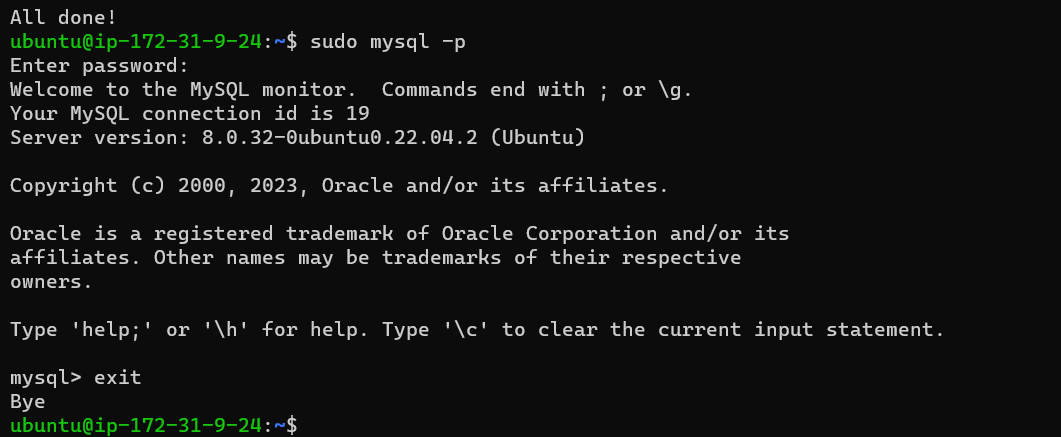 All done!
ubuntu@ip-172-31-9-24:~$ sudo mysql -p
Enter password:
Welcome to the MySQL monitor.  Commands end with ; or \g.
Your MySQL connection id is 19
Server version: 8.0.32-0ubuntu0.22.04.2 (Ubuntu)
Copyright (c) 2000, 2023, Oracle and/or its affiliates.
Oracle is a registered trademark of Oracle Corporation and/or its
affiliates. Other names may be trademarks of their respective
owners.
Type 'help;' or '\h' for help. Type '\c' to clear the current input statement.
mysql> exit
Bye
ubuntu@ip-172-31-9-24:~$